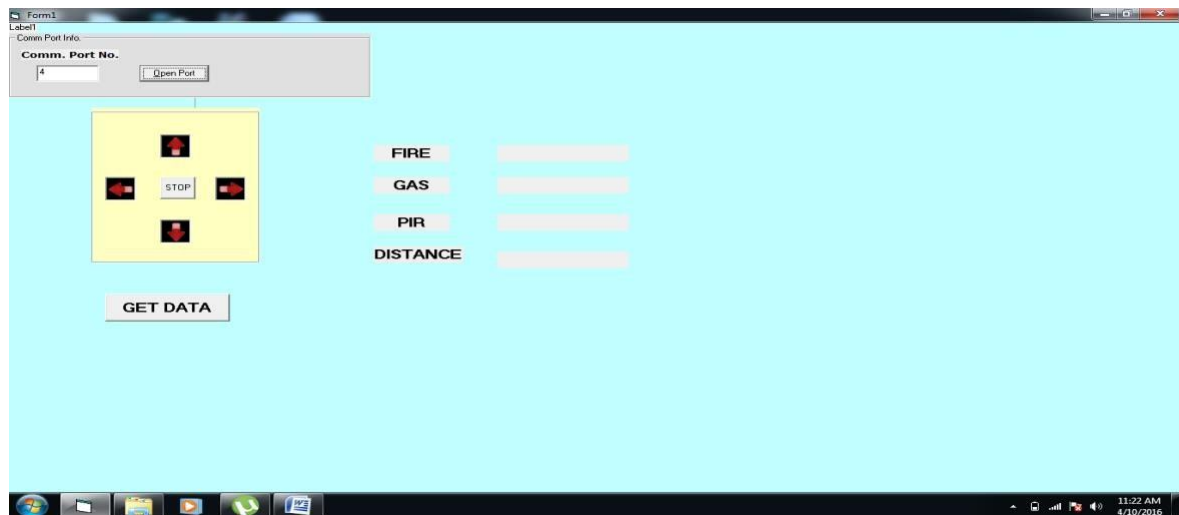 Form1
Label1
Comm Port Info.
Comm. Port No.
4
Open Port
STOP
FIRE
GAS
PIR
DISTANCE
GET DATA
11:22 AM
4/10/2016